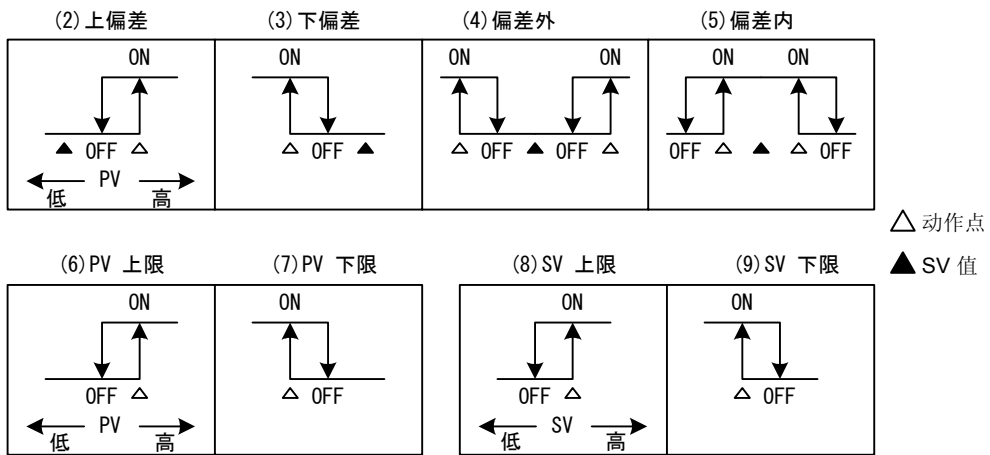 (2)上偏差 (3)下偏差 (4)偏差外 (5)偏差内
ON ON ON ON ON ON
▲ OFF △ △ OFF ▲ △ OFF ▲ OFF △ OFF △ ▲ △ OFF
PV
低 高
△ 动作点
▲ SV 值
(6)PV 上限 (7)PV 下限 (8)SV 上限 (9)SV 下限
ON ON ON ON
OFF △ △ OFF OFF △ △ OFF
PV SV
低 高 低 高